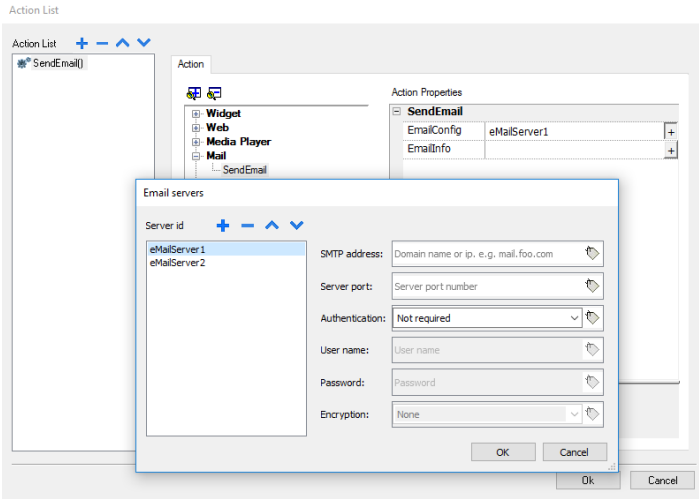 Action List
Action List
SendEmail()
Action
Widget
Web
Media Player
Mail
SendEmail
Action Properties
SendEmail
EmailConfig eMailServer1 +
EmailInfo +
Email servers
Server id
eMailServer1
eMailServer2
SMTP address: Domain name or ip. e.g. mail.foo.com
Server port: Server port number
Authentication: Not required
User name: User name
Password: Password
Encryption: None
OK Cancel
Ok Cancel